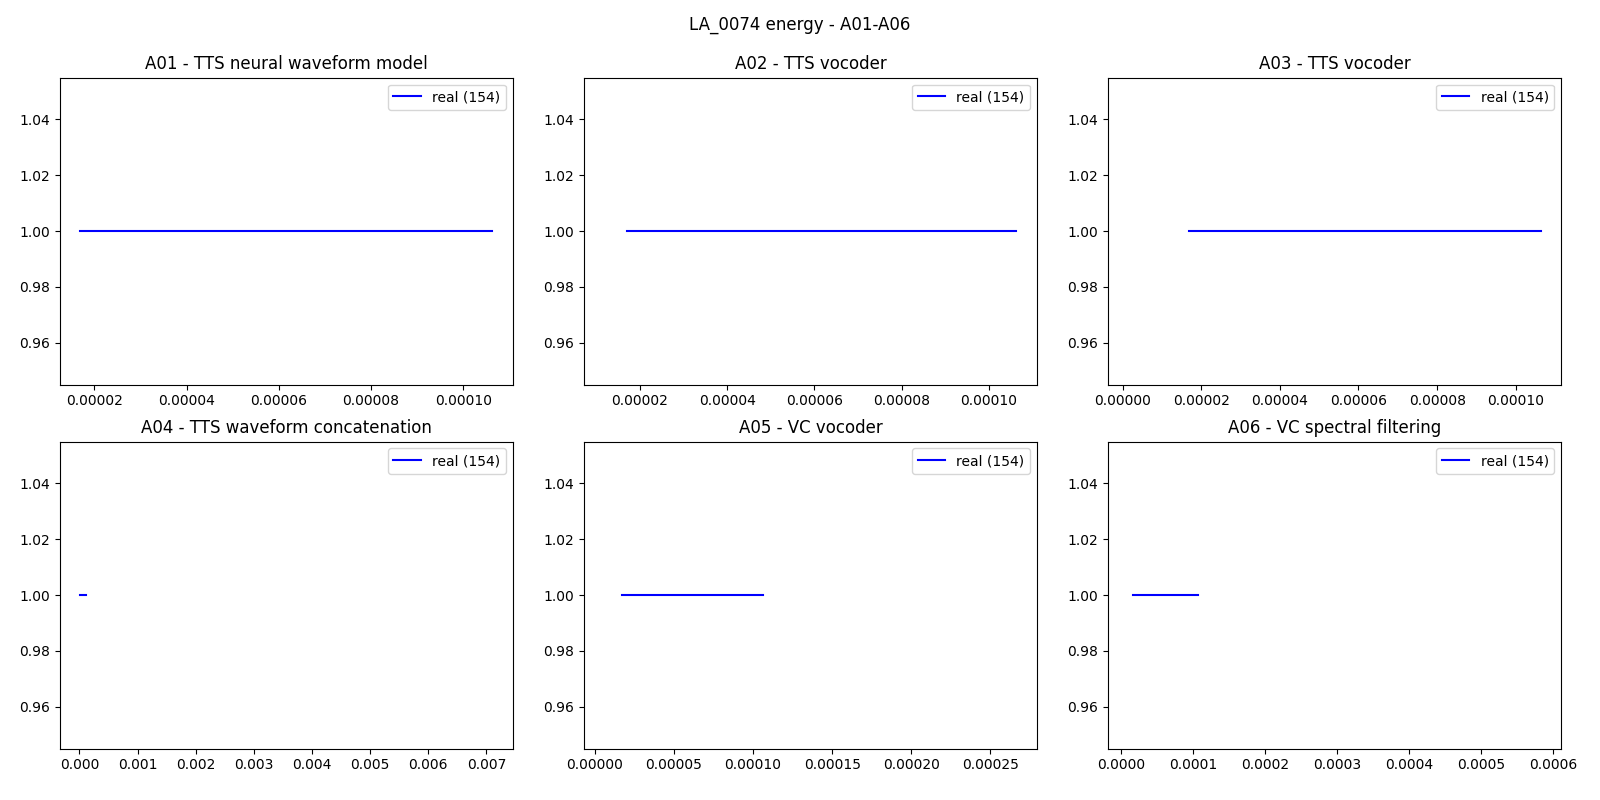 LA_0074 energy - A01-A06
A01 - TTS neural waveform model
real (154)
1.04
1.02
1.00
0.98
0.96
0.00002 0.00004 0.00006 0.00008 0.00010
A02 - TTS vocoder
real (154)
1.04
1.02
1.00
0.98
0.96
0.00002 0.00004 0.00006 0.00008 0.00010
A03 - TTS vocoder
real (154)
1.04
1.02
1.00
0.98
0.96
0.00000 0.00002 0.00004 0.00006 0.00008 0.00010
A04 - TTS waveform concatenation
real (154)
1.04
1.02
1.00
0.98
0.96
0.000 0.001 0.002 0.003 0.004 0.005 0.006 0.007
A05 - VC vocoder
real (154)
1.04
1.02
1.00
0.98
0.96
0.00000 0.00005 0.00010 0.00015 0.00020 0.00025
A06 - VC spectral filtering
real (154)
1.04
1.02
1.00
0.98
0.96
0.0000 0.0001 0.0002 0.0003 0.0004 0.0005 0.0006